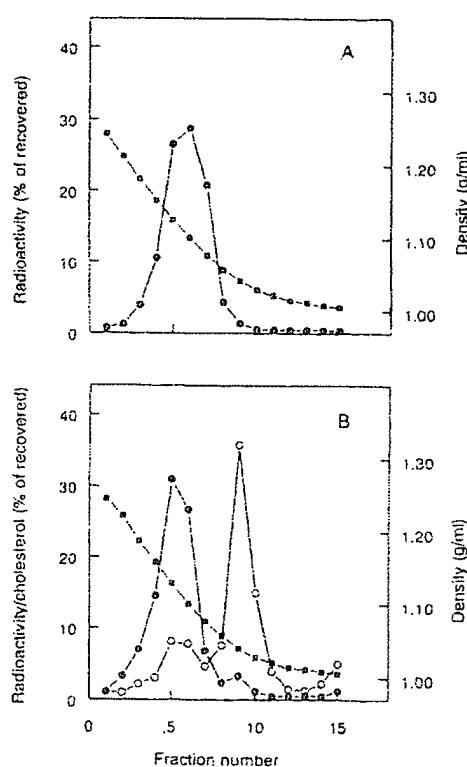 A
40
30
20
10
0
Radioactivity (% of recovered)
1.30
1.20
1.10
1.00
Density (g/ml)
B
40
30
20
10
0
Radioactivity/cholesterol (% of recovered)
1.30
1.20
1.10
1.00
Density (g/ml)
0 .5 10 15
Fraction number